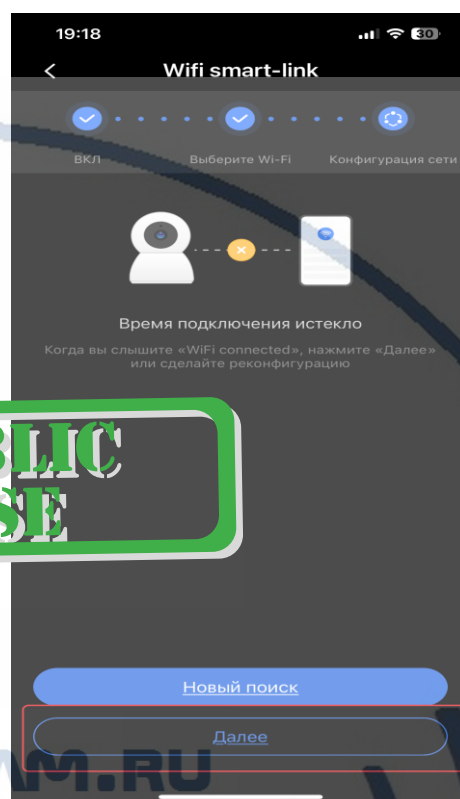 19:18
30
Wifi smart-link
ВКЛ
Выберите Wi-Fi
Конфигурация сети
Время подключения истекло
Когда вы слышите «WiFi connected», нажмите «Далее»
или сделайте реконфигурацию
BLIC
SE
Новый поиск
Далее
AM.RU